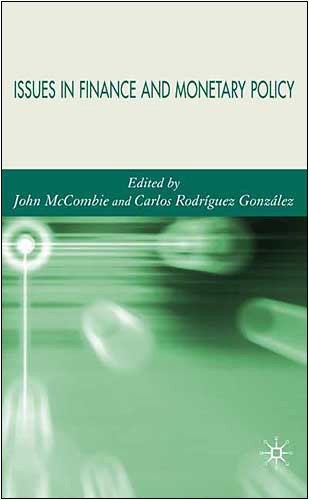 ISSUES IN FINANCE AND MONETARY POLICY
Edited by
John McCombie and Carlos Rodríguez González